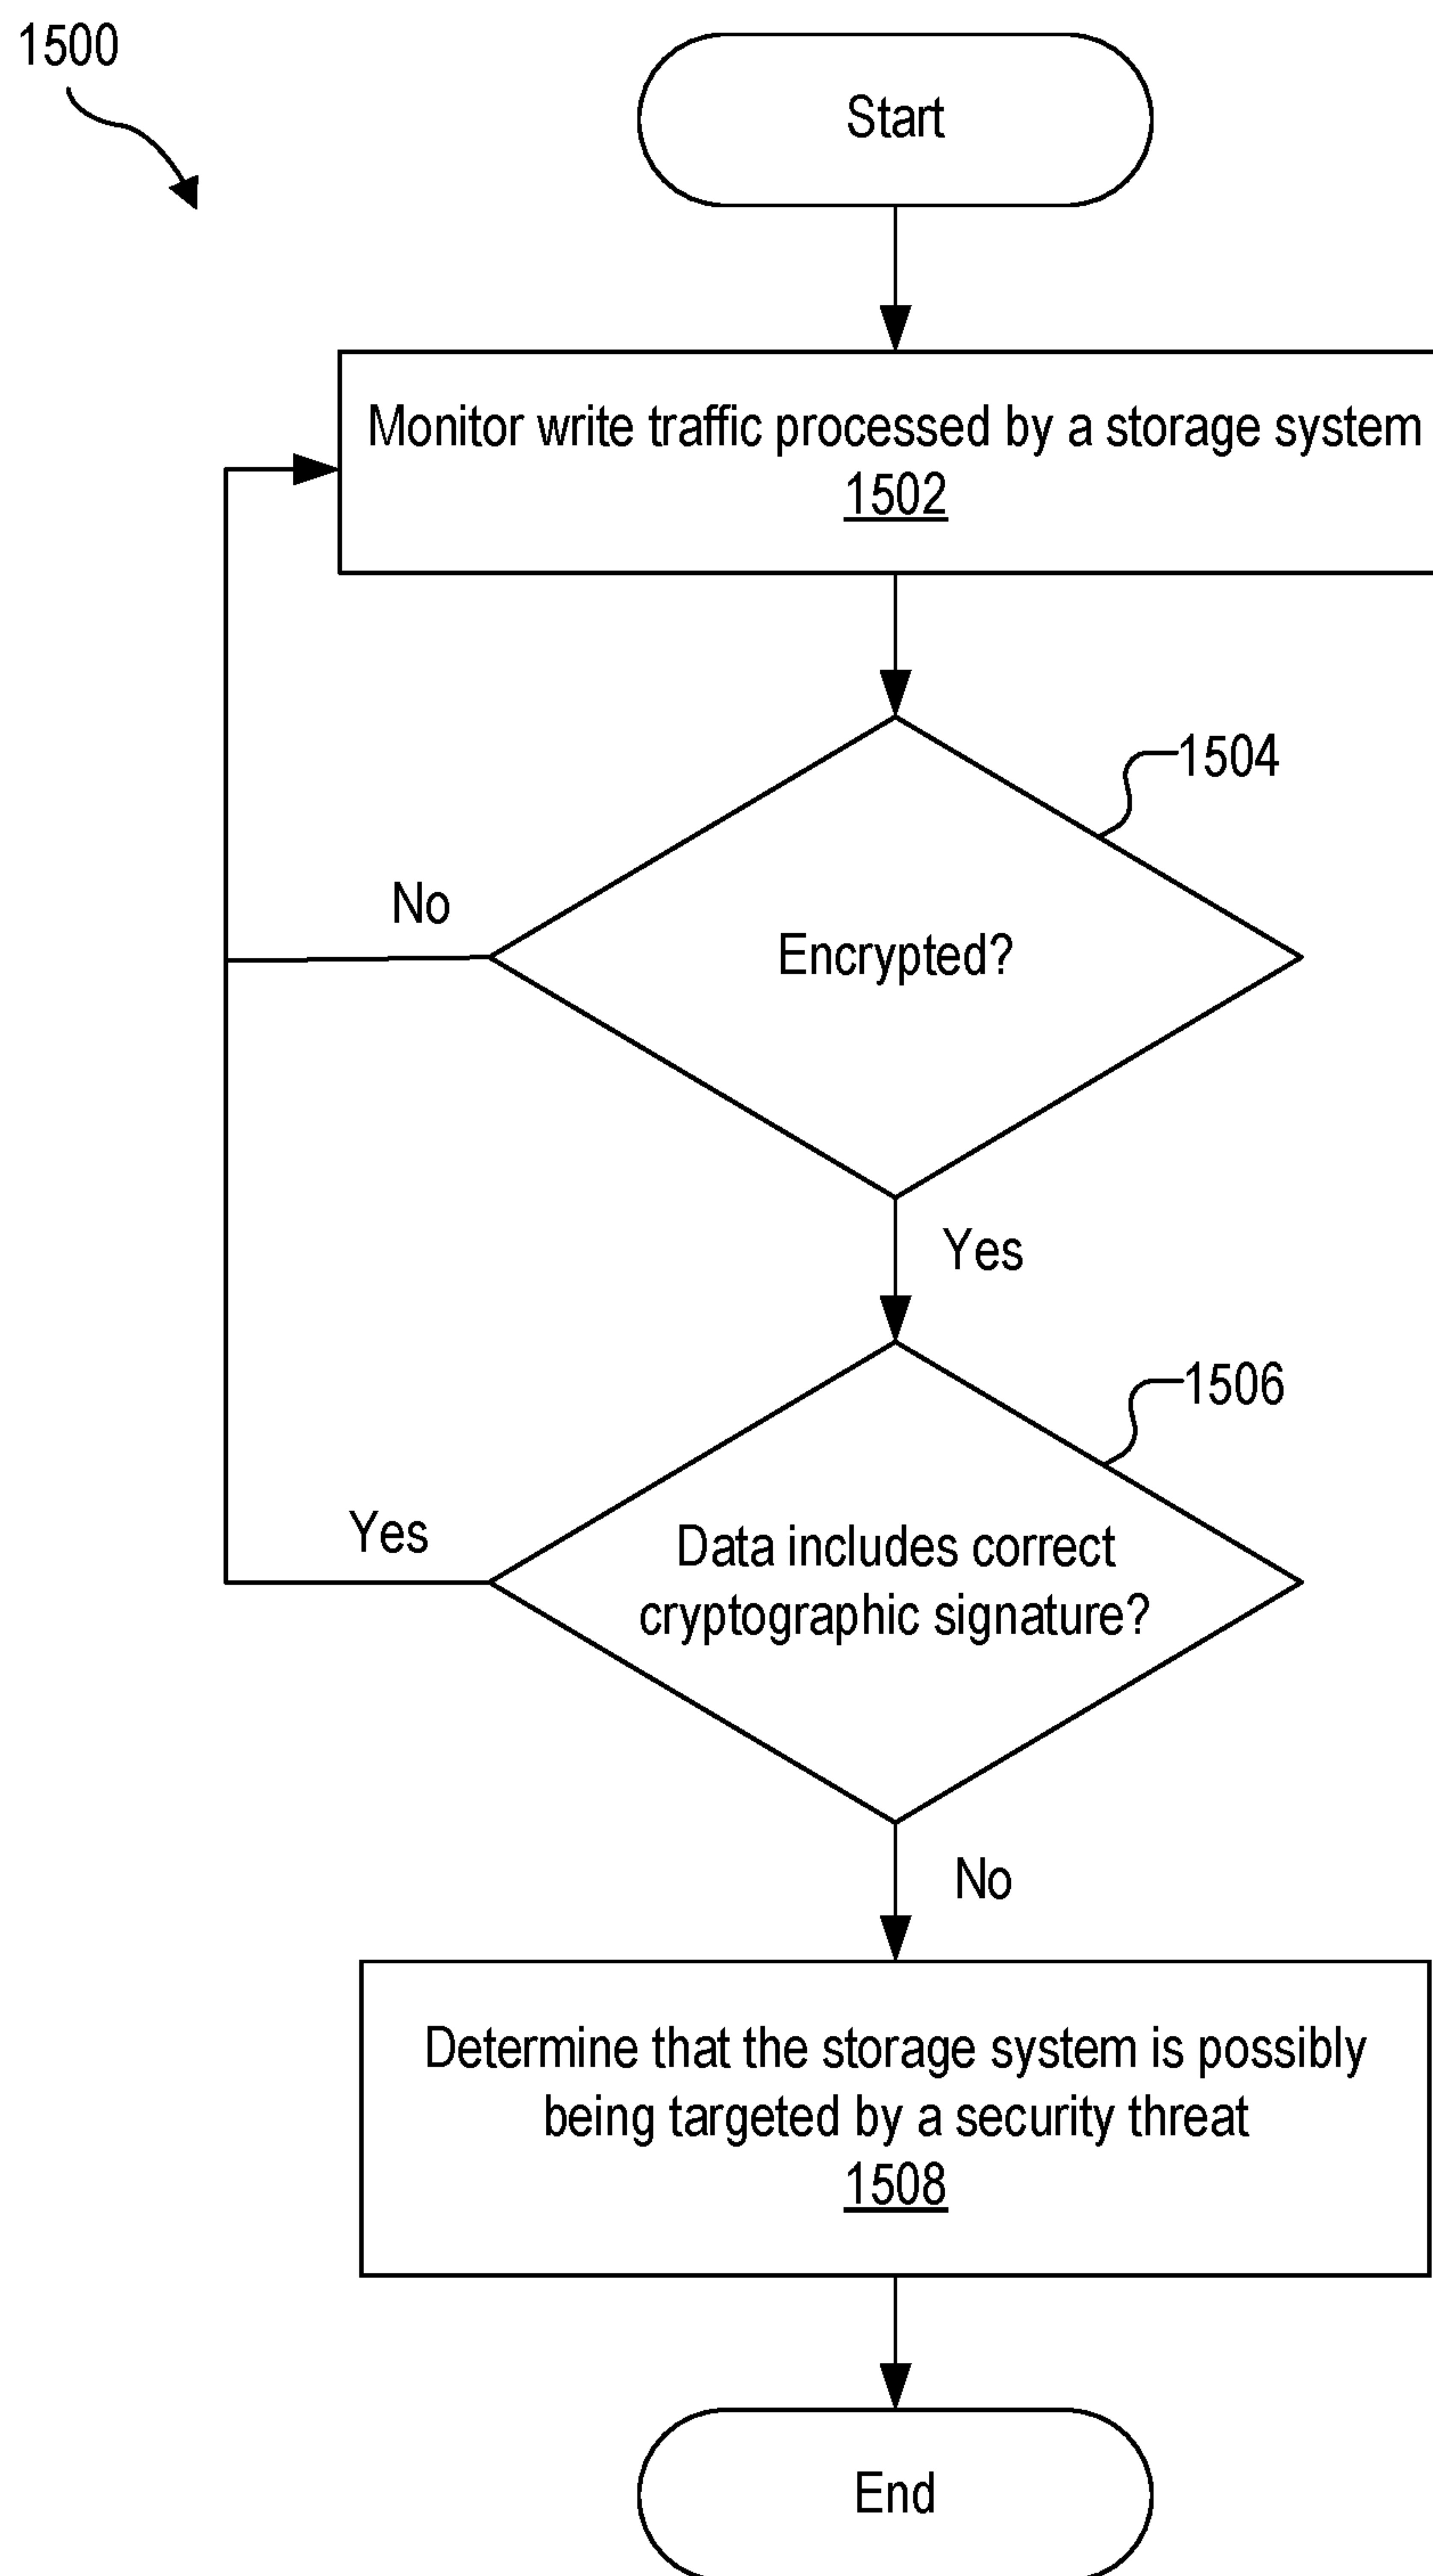 1500
Start
Monitor write traffic processed by a storage system
1502
1504
No
Encrypted?
Yes
1506
Yes
Data includes correct
cryptographic signature?
No
Determine that the storage system is possibly
being targeted by a security threat
1508
End